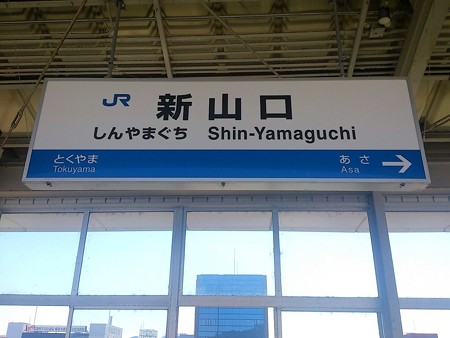 JR 新山口
しんやまぐち Shin-Yamaguchi
とくやま あさ →
Tokuyama Asa